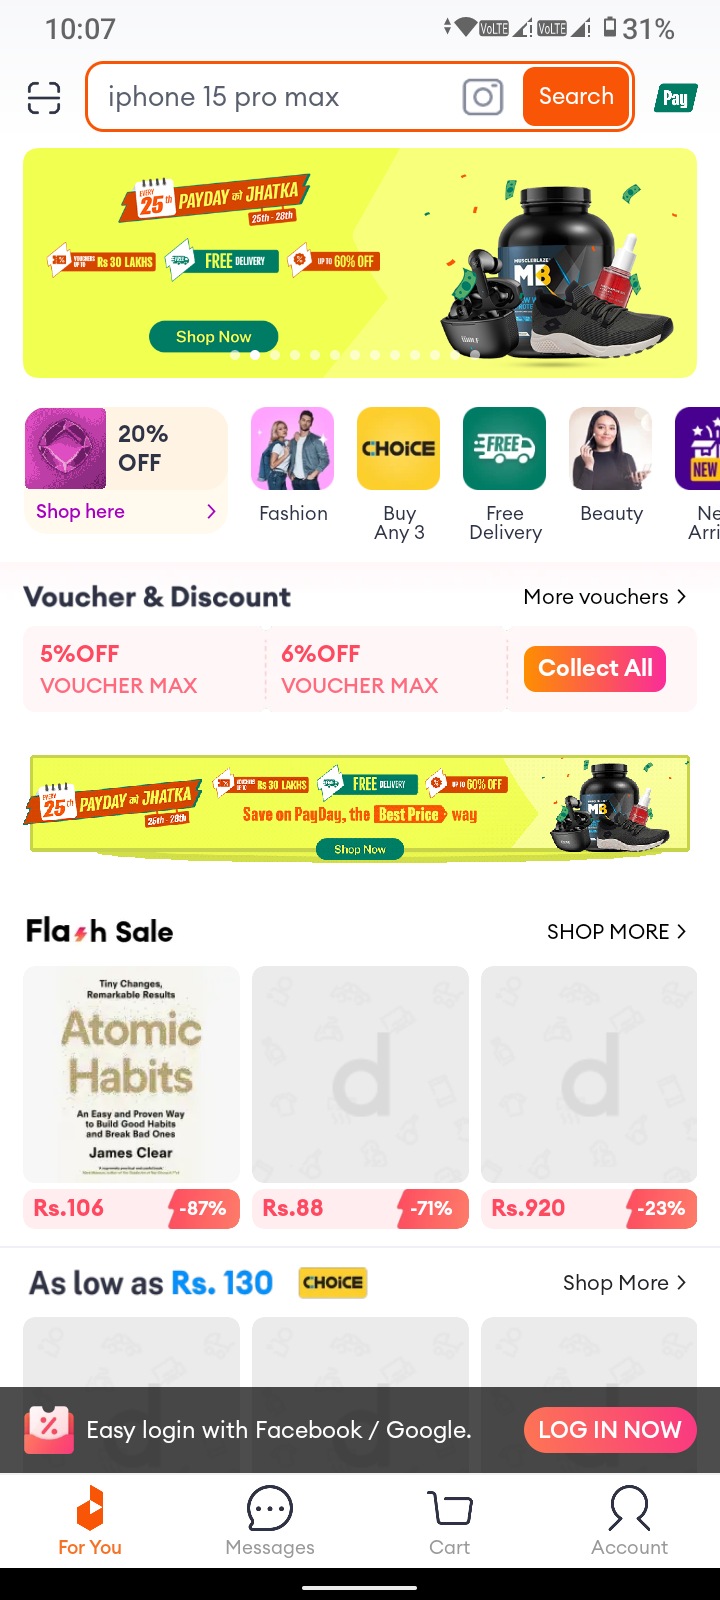 10:07
VoLTE
VoLTE
31%
iphone 15 pro max
Search
Pay
EVERY
25th
PAYDAY को JHATKA
25th - 28th
VOUCHERS UP TO Rs 30 LAKHS
FREE DELIVERY
UP TO 60% OFF
MUSCLEBLAZE
MB
Shop Now
20%
OFF
Shop here
CHOiCE
FREE
NEW
Fashion
Buy
Any 3
Free
Delivery
Beauty
Ne
Arri
Voucher & Discount
More vouchers
5%OFF
VOUCHER MAX
6%OFF
VOUCHER MAX
Collect All
EVERY
25th
PAYDAY को JHATKA
25th - 28th
VOUCHERS UP TO Rs 30 LAKHS
FREE DELIVERY
UP TO 60% OFF
Save on PayDay, the Best Price way
MB
Shop Now
Flash Sale
SHOP MORE
Tiny Changes,
Remarkable Results
Atomic
Habits
An Easy and Proven Way
to Build Good Habits
and Break Bad Ones
James Clear
Rs.106
-87%
Rs.88
-71%
Rs.920
-23%
As low as Rs. 130
CHOiCE
Shop More
Easy login with Facebook / Google.
LOG IN NOW
For You
Messages
Cart
Account